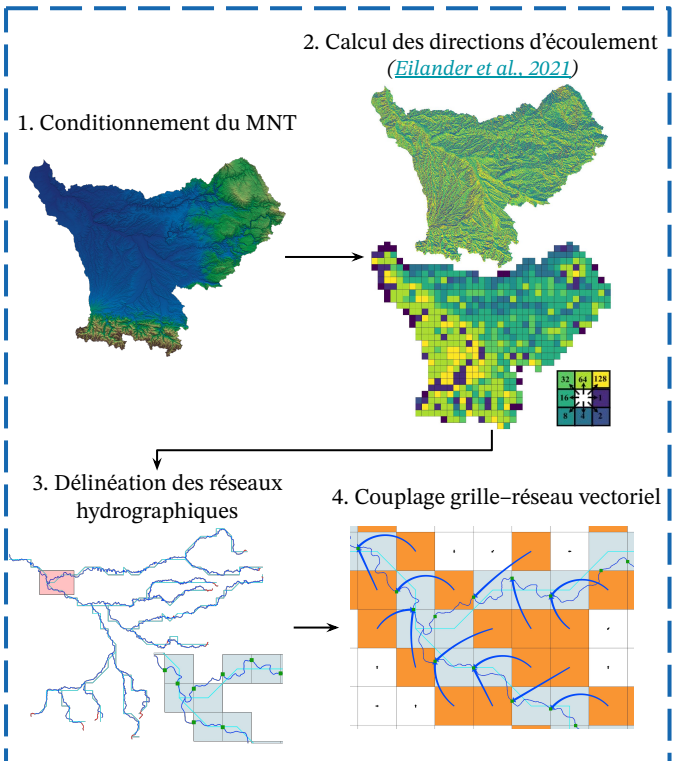 2. Calcul des directions d'écoulement
(Eilander et al., 2021)
1. Conditionnement du MNT
32 64 128
16 1
8 4 2
3. Délinéation des réseaux
hydrographiques
4. Couplage grille–réseau vectoriel